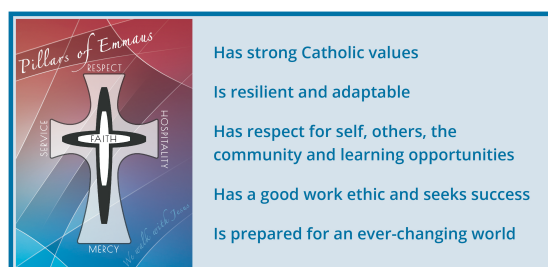 Pillars of Emmaus
RESPECT
SERVICE
FAITH
HOSPITALITY
MERCY
We walk with Jesus
Has strong Catholic values
Is resilient and adaptable
Has respect for self, others, the
community and learning opportunities
Has a good work ethic and seeks success
Is prepared for an ever-changing world